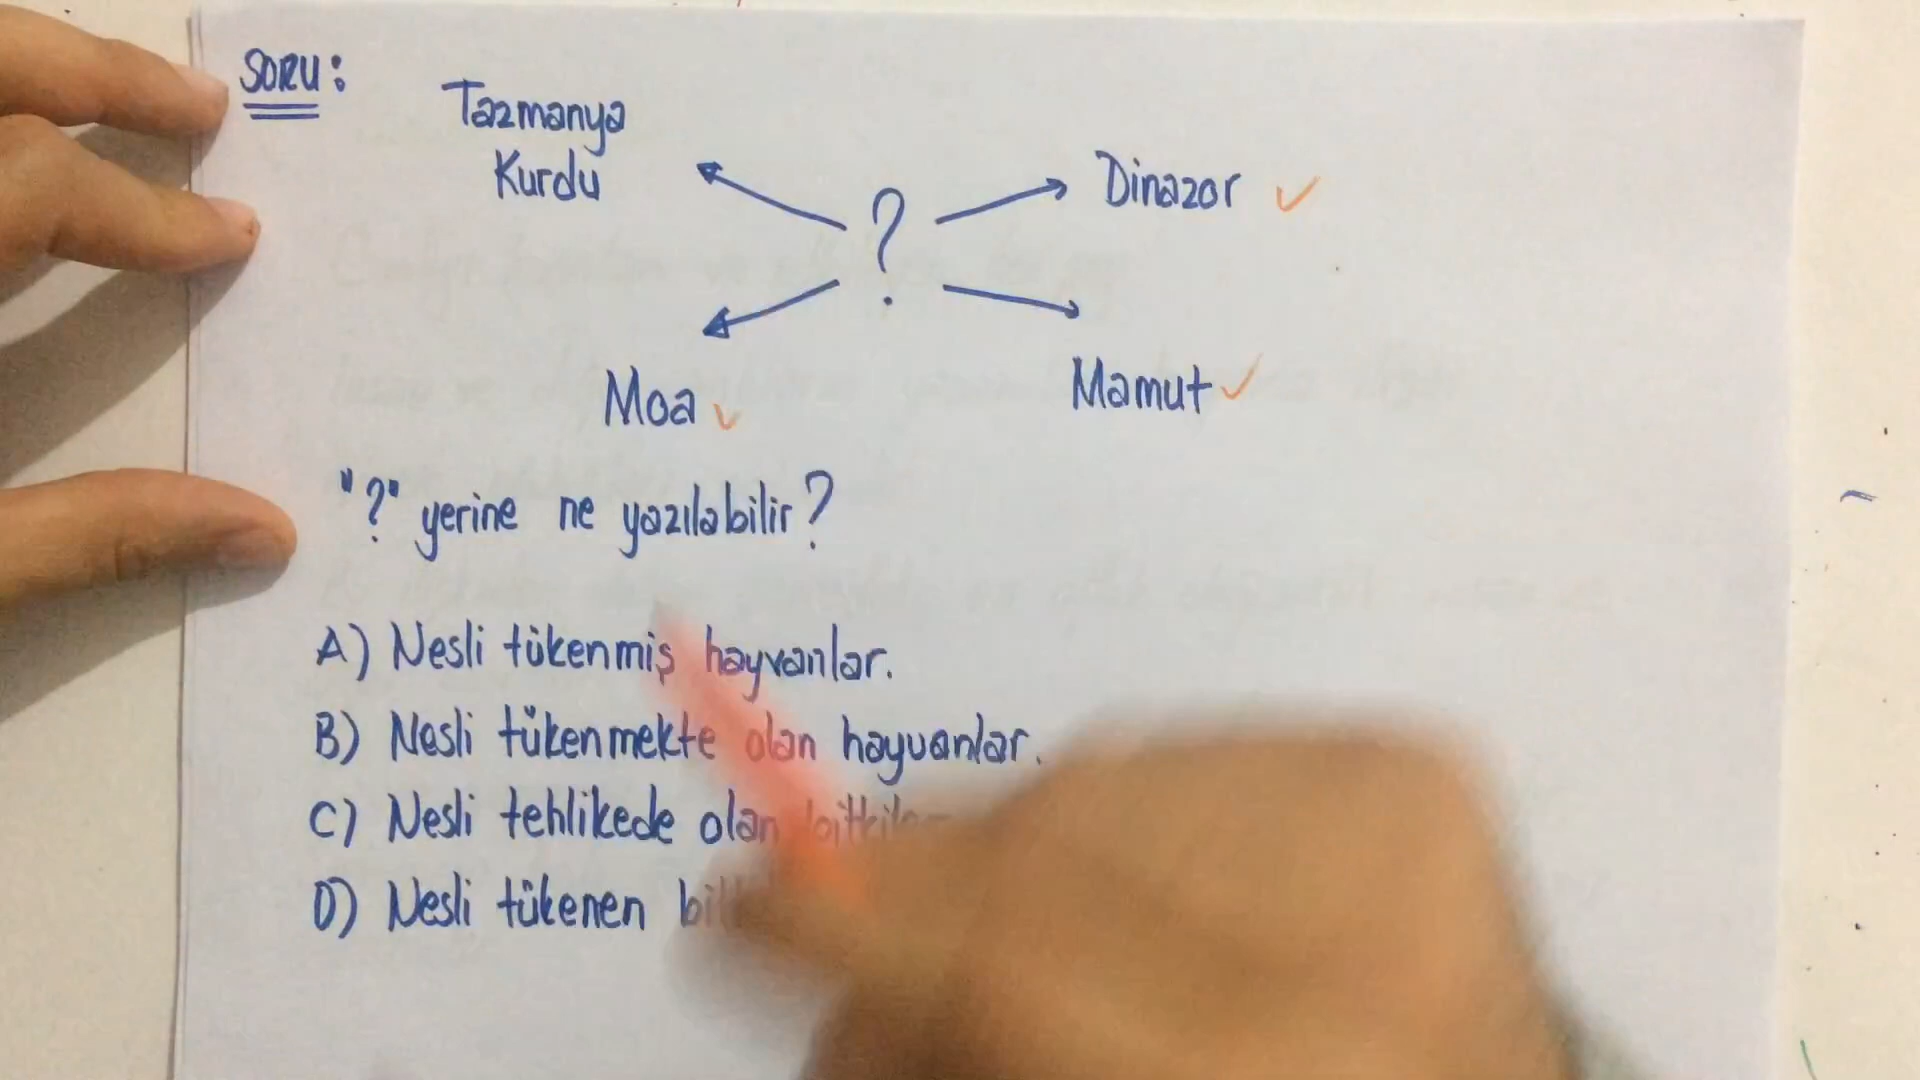 SORU:
Tazmanya
Kurdu
Dinazor
?
Moa
Mamut
"?" yerine ne yazılabilir?
A) Nesli tükenmiş hayvanlar.
B) Nesli tükenmekte olan hayvanlar.
C) Nesli tehlikede olan
D) Nesli tükenen